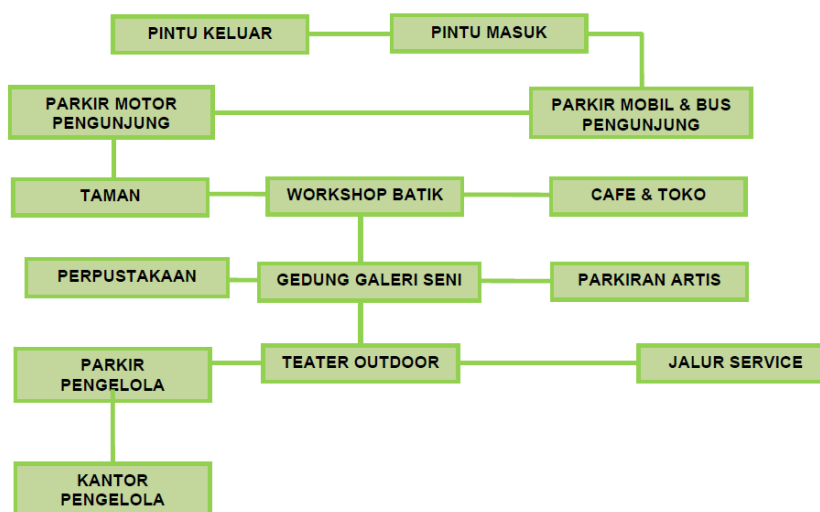 PINTU KELUAR
PINTU MASUK
PARKIR MOTOR
PENGUNJUNG
PARKIR MOBIL & BUS
PENGUNJUNG
TAMAN
WORKSHOP BATIK
CAFE & TOKO
PERPUSTAKAAN
GEDUNG GALERI SENI
PARKIRAN ARTIS
PARKIR
PENGELOLA
TEATER OUTDOOR
JALUR SERVICE
KANTOR
PENGELOLA